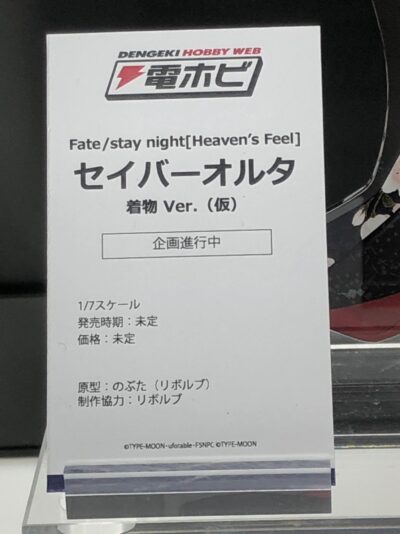 DENGEKI HOBBY WEB
電ホビ
Fate/stay night[Heaven's Feel]
セイバーオルタ
着物 Ver.（仮）
企画進行中
1/7スケール
発売時期：未定
価格：未定
原型：のぶた（リボルブ）
制作協力：リボルブ
©TYPE-MOON・ufotable・FSNPC ©TYPE-MOON